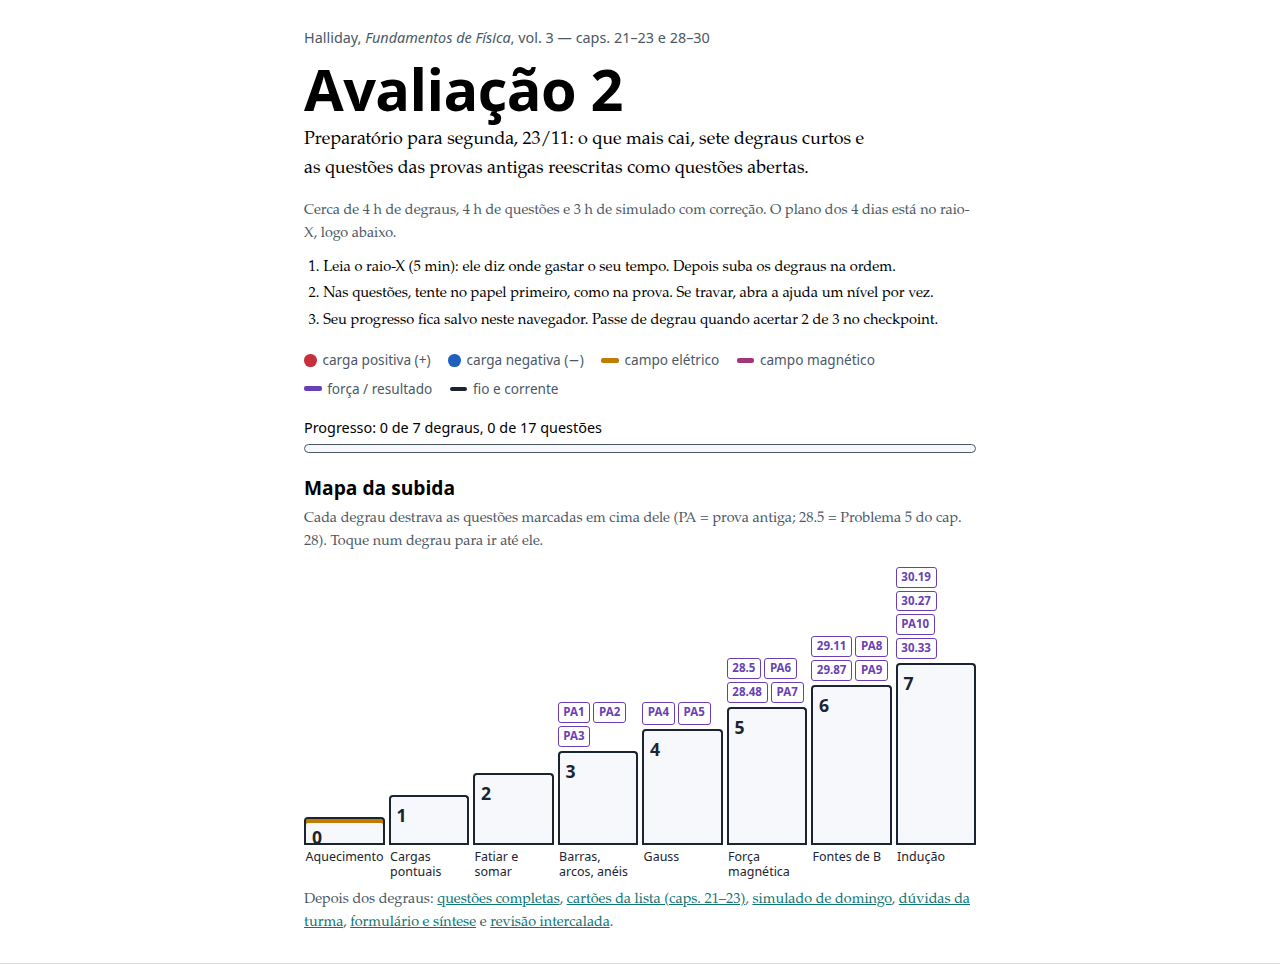 Halliday, Fundamentos de Física, vol. 3 — caps. 21–23 e 28–30
Avaliação 2
Preparatório para segunda, 23/11: o que mais cai, sete degraus curtos e
as questões das provas antigas reescritas como questões abertas.
Cerca de 4 h de degraus, 4 h de questões e 3 h de simulado com correção. O plano dos 4 dias está no raio-
X, logo abaixo.
1. Leia o raio-X (5 min): ele diz onde gastar o seu tempo. Depois suba os degraus na ordem.
2. Nas questões, tente no papel primeiro, como na prova. Se travar, abra a ajuda um nível por vez.
3. Seu progresso fica salvo neste navegador. Passe de degrau quando acertar 2 de 3 no checkpoint.
carga positiva (+) carga negativa (−) campo elétrico campo magnético
força / resultado fio e corrente
Progresso: 0 de 7 degraus, 0 de 17 questões
Mapa da subida
Cada degrau destrava as questões marcadas em cima dele (PA = prova antiga; 28.5 = Problema 5 do cap.
28). Toque num degrau para ir até ele.
30.19
30.27
PA10
30.33
29.11 PA8
29.87 PA9
28.5 PA6
28.48 PA7
PA4 PA5
PA1 PA2
PA3
0
1
2
3
4
5
6
7
Aquecimento
Cargas
pontuais
Fatiar e
somar
Barras,
arcos, anéis
Gauss
Força
magnética
Fontes de B
Indução
Depois dos degraus: questões completas, cartões da lista (caps. 21–23), simulado de domingo, dúvidas da
turma, formulário e síntese e revisão intercalada.